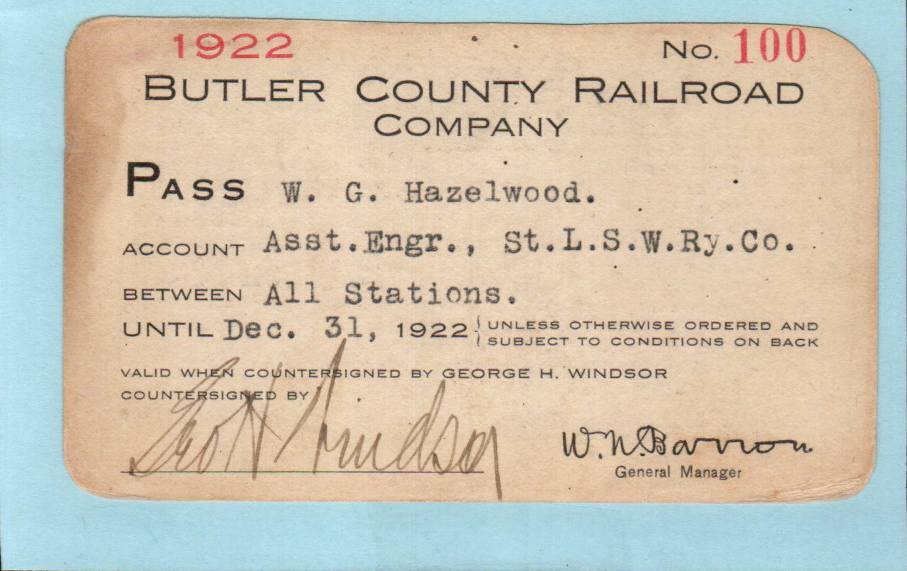 1922 No. 100
BUTLER COUNTY RAILROAD
COMPANY
PASS W. G. Hazelwood.
ACCOUNT Asst.Engr., St.L.S.W.Ry.Co.
BETWEEN All Stations.
UNTIL Dec. 31, 1922 { UNLESS OTHERWISE ORDERED AND
SUBJECT TO CONDITIONS ON BACK
VALID WHEN COUNTERSIGNED BY GEORGE H. WINDSOR
COUNTERSIGNED BY
Geo H Windsor
W. N. Barron
General Manager